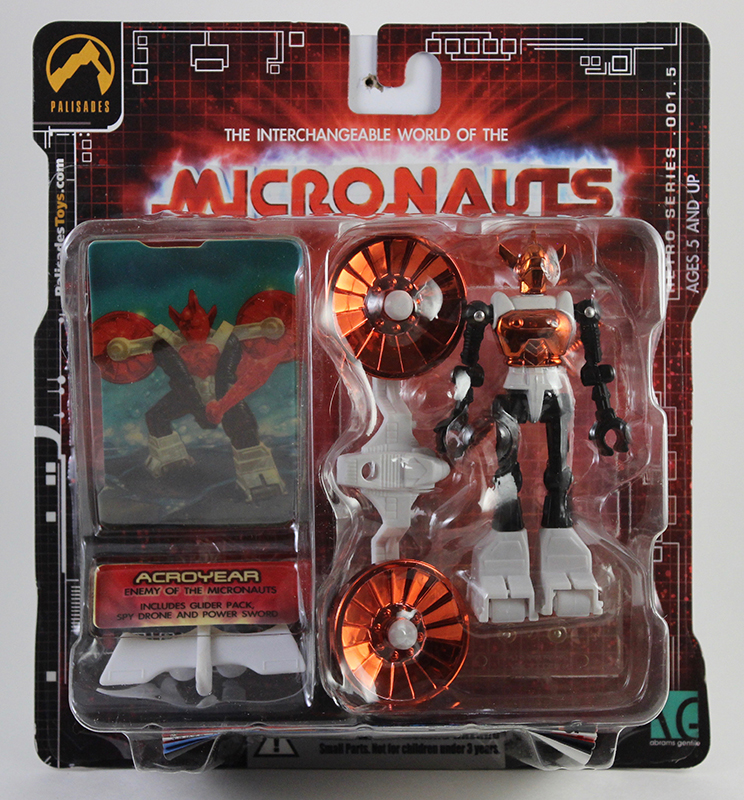 PALISADES
THE INTERCHANGEABLE WORLD OF THE
MICRONAUTS
PalisadesToys.com
RETRO SERIES .001.5
AGES 5 AND UP
ACROYEAR
ENEMY OF THE MICRONAUTS
INCLUDES GLIDER PACK,
SPY DRONE AND POWER SWORD
Small Parts. Not for children under 3 years.
AG
abrams gentile